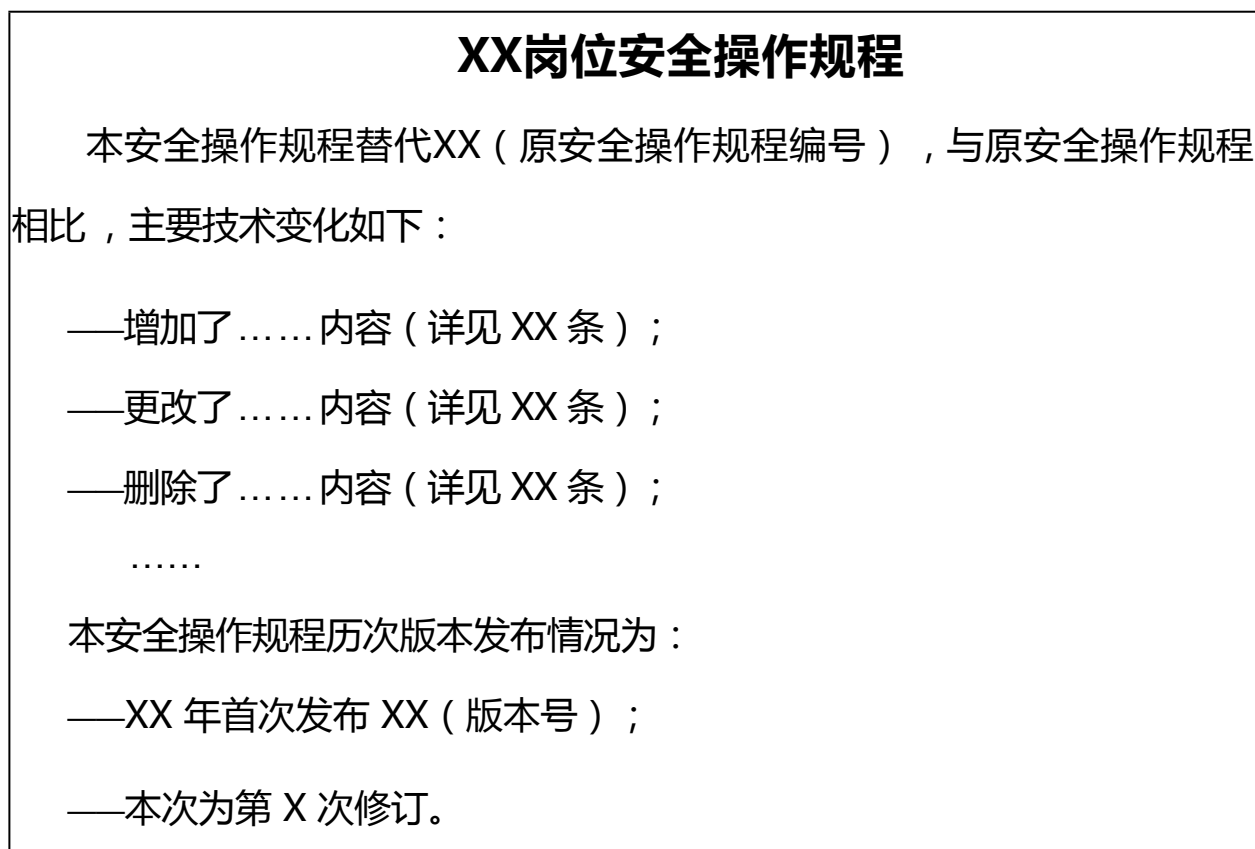 XX岗位安全操作规程
本安全操作规程替代XX（原安全操作规程编号），与原安全操作规程
相比，主要技术变化如下：
——增加了……内容（详见 XX 条）；
——更改了……内容（详见 XX 条）；
——删除了……内容（详见 XX 条）；
……
本安全操作规程历次版本发布情况为：
——XX 年首次发布 XX（版本号）；
——本次为第 X 次修订。